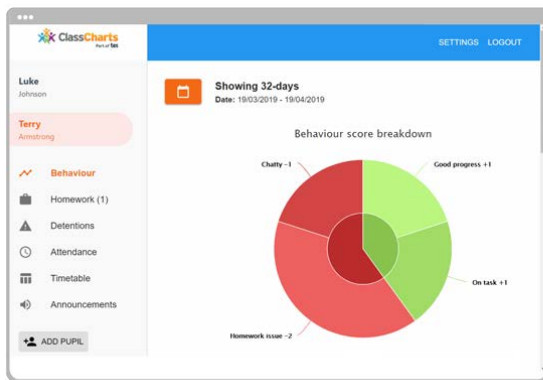 ClassCharts
Part of tes
SETTINGS LOGOUT
Luke
Johnson
Terry
Armstrong
Behaviour
Homework (1)
Detentions
Attendance
Timetable
Announcements
ADD PUPIL
Showing 32-days
Date: 19/03/2019 - 19/04/2019
Behaviour score breakdown
Chatty -1
Good progress +1
On task +1
Homework issue -2